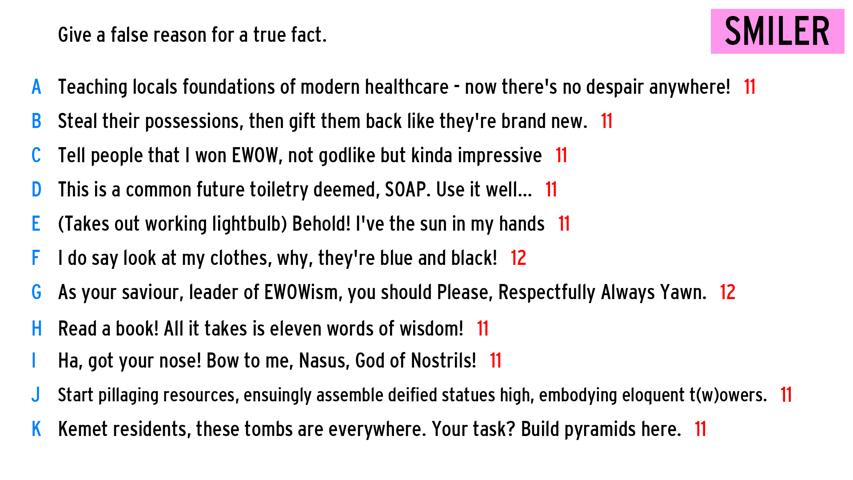 Give a false reason for a true fact.
SMILER
A Teaching locals foundations of modern healthcare - now there's no despair anywhere! 11
B Steal their possessions, then gift them back like they're brand new. 11
C Tell people that I won EWOW, not godlike but kinda impressive 11
D This is a common future toiletry deemed, SOAP. Use it well... 11
E (Takes out working lightbulb) Behold! I've the sun in my hands 11
F I do say look at my clothes, why, they're blue and black! 12
G As your saviour, leader of EWOWism, you should Please, Respectfully Always Yawn. 12
H Read a book! All it takes is eleven words of wisdom! 11
I Ha, got your nose! Bow to me, Nasus, God of Nostrils! 11
J Start pillaging resources, ensuingly assemble deified statues high, embodying eloquent t(w)owers. 11
K Kemet residents, these tombs are everywhere. Your task? Build pyramids here. 11